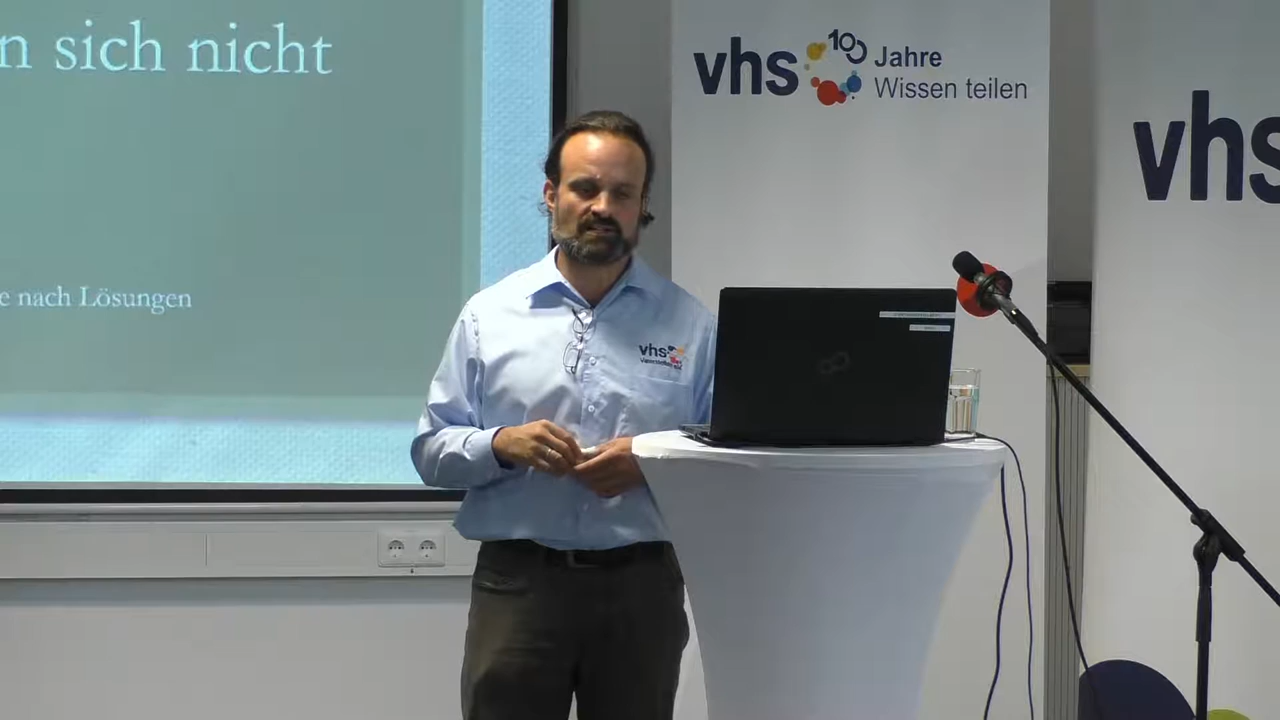 n sich nicht
e nach Lösungen
vhs
100
Jahre
Wissen teilen
vhs
vhs